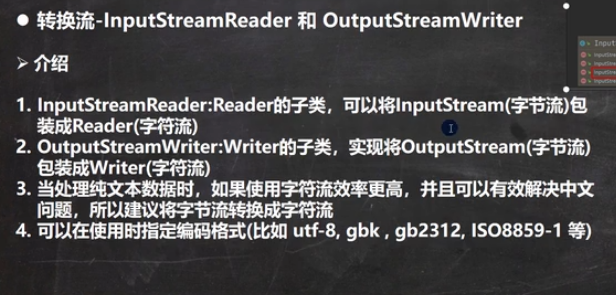 ● 转换流-InputStreamReader 和 OutputStreamWriter
➢ 介绍
1. InputStreamReader:Reader的子类，可以将InputStream(字节流)包
装成Reader(字符流)
2. OutputStreamWriter:Writer的子类，实现将OutputStream(字节流)
包装成Writer(字符流)
3. 当处理纯文本数据时，如果使用字符流效率更高，并且可以有效解决中文
问题，所以建议将字节流转换成字符流
4. 可以在使用时指定编码格式(比如 utf-8, gbk , gb2312, ISO8859-1 等)